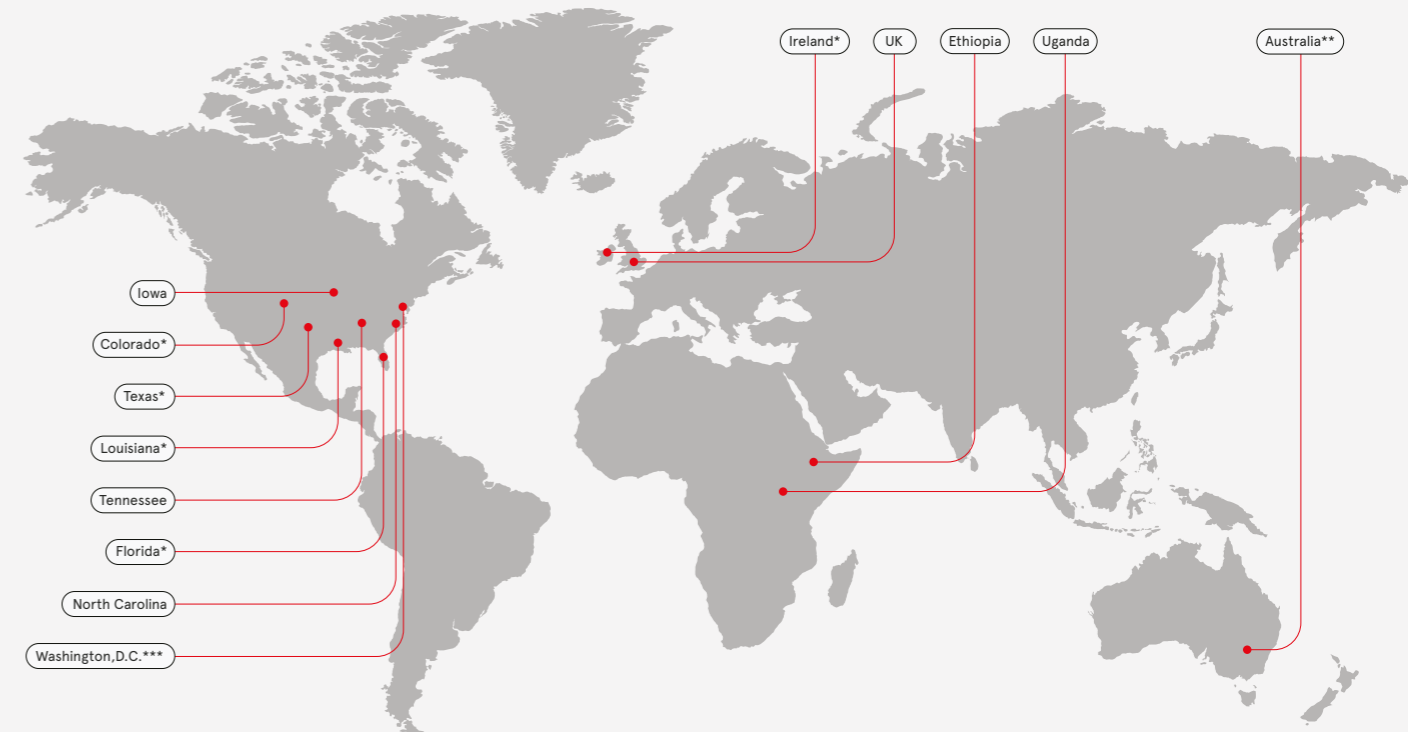 Ireland*
UK
Ethiopia
Uganda
Australia**
Iowa
Colorado*
Texas*
Louisiana*
Tennessee
Florida*
North Carolina
Washington,D.C.***